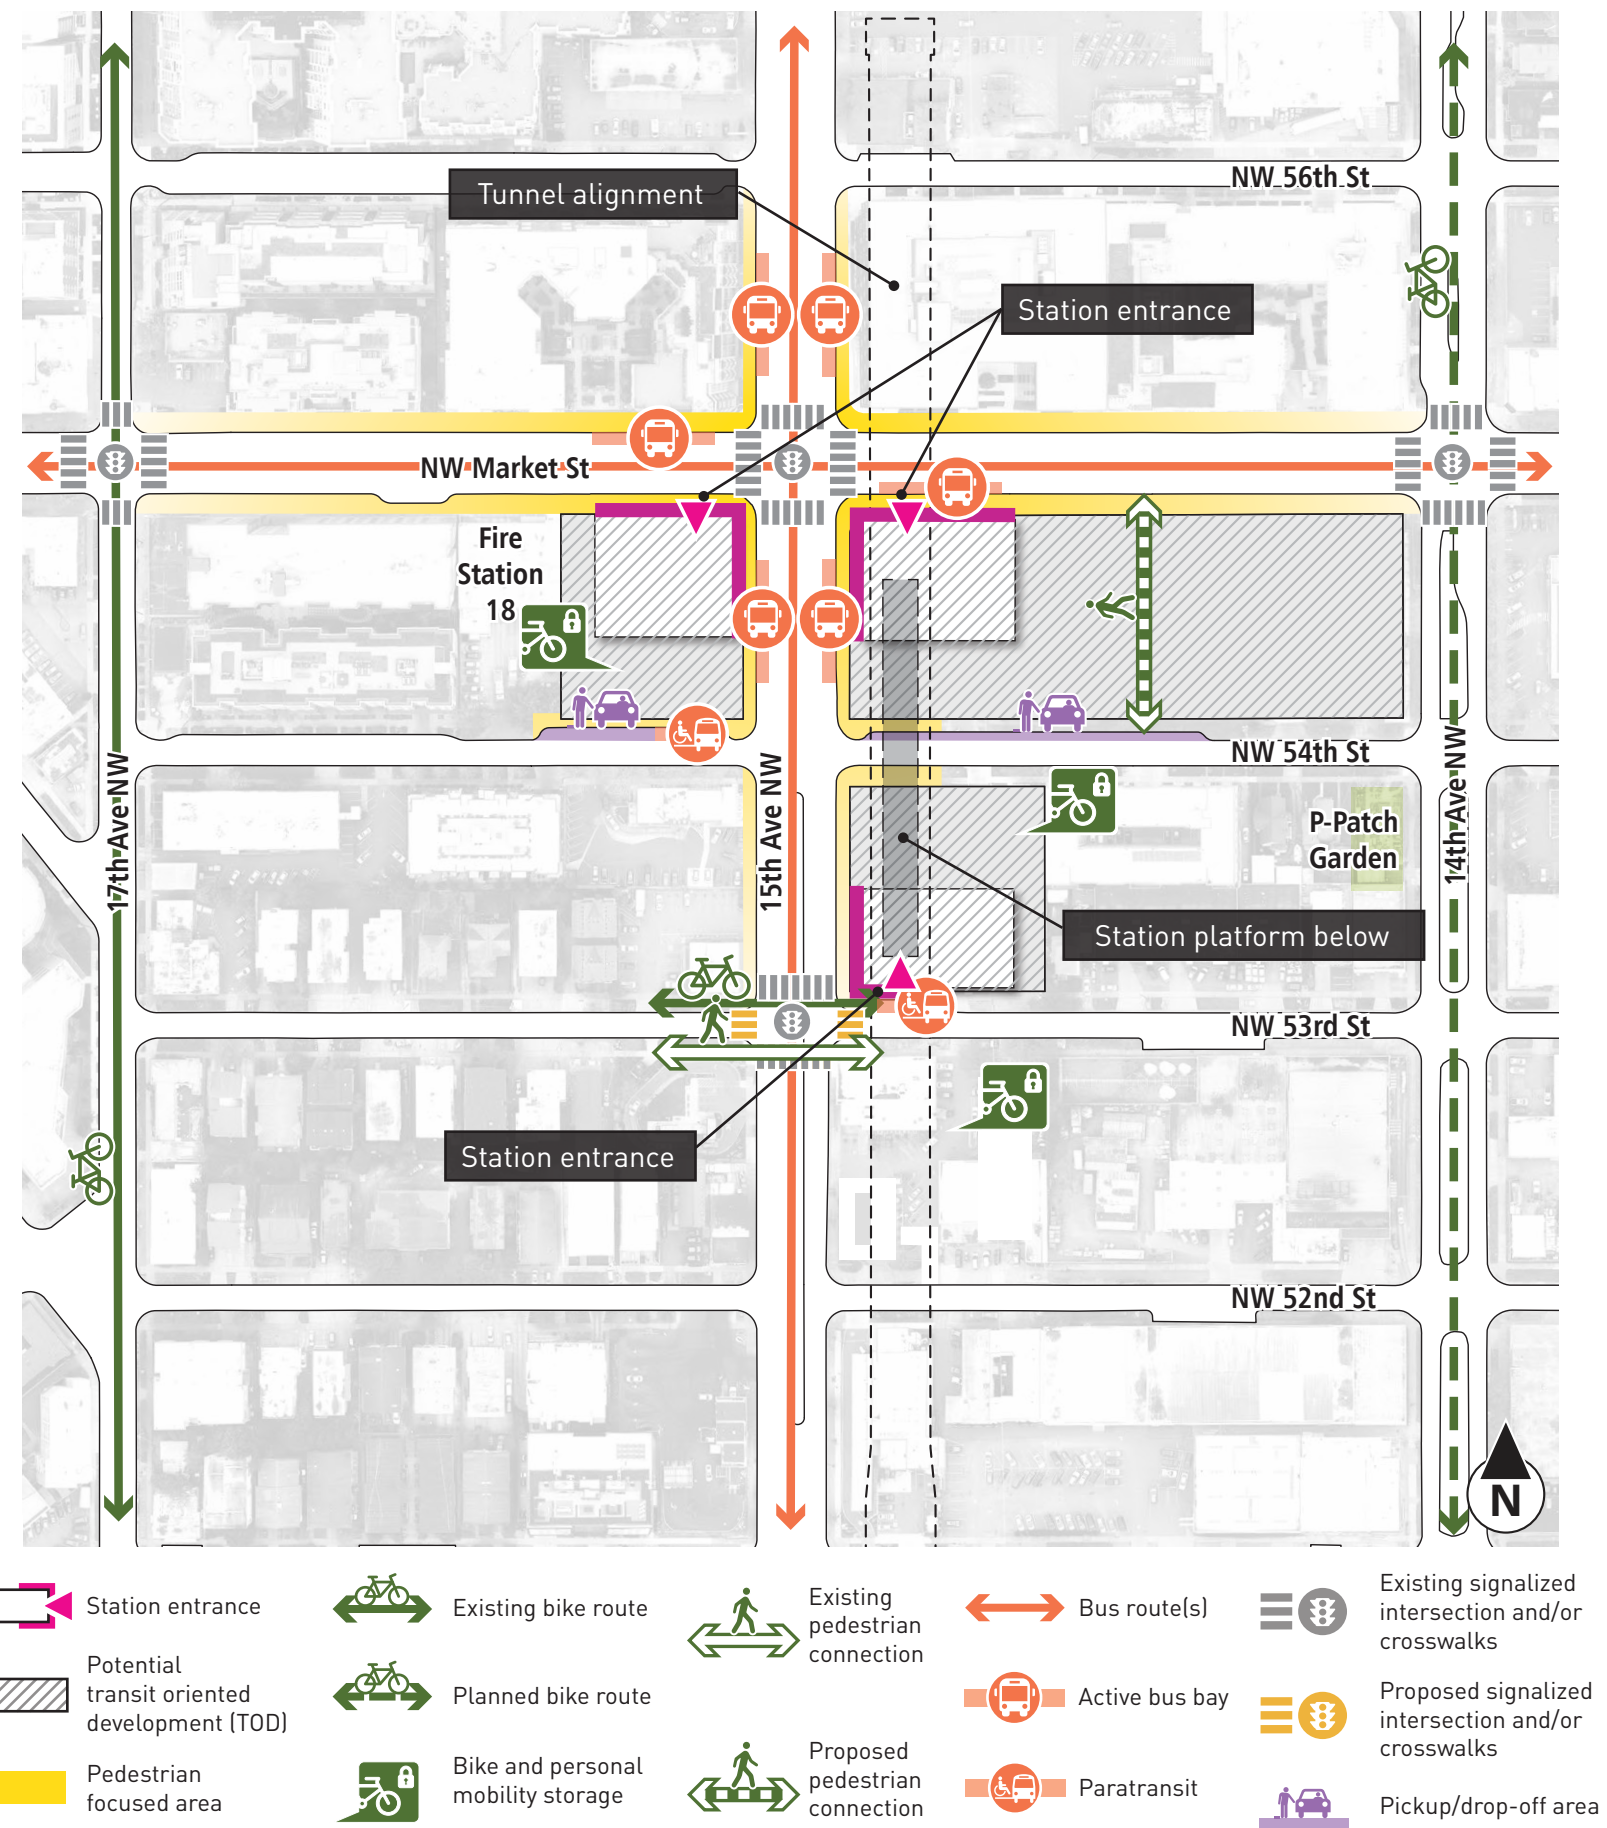 NW 56th St
Tunnel alignment
Station entrance
NW Market St
Fire
Station
18
NW 54th St
17th Ave NW
15th Ave NW
14th Ave NW
P-Patch
Garden
Station platform below
NW 53rd St
Station entrance
NW 52nd St
N
Station entrance
Potential
transit oriented
development (TOD)
Pedestrian
focused area
Existing bike route
Planned bike route
Bike and personal
mobility storage
Existing
pedestrian
connection
Proposed
pedestrian
connection
Bus route(s)
Active bus bay
Paratransit
Existing signalized
intersection and/or
crosswalks
Proposed signalized
intersection and/or
crosswalks
Pickup/drop-off area